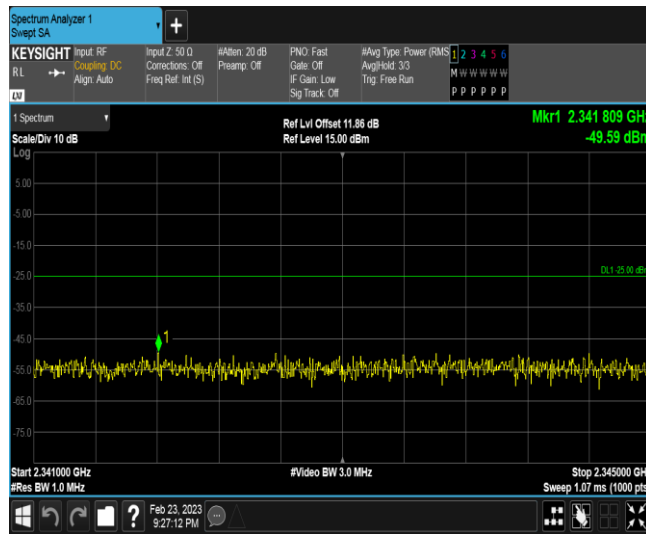 Spectrum Analyzer 1
Swept SA
+
KEYSIGHT
RL
LXI
Input: RF
Coupling: DC
Align: Auto
Input Z: 50 Ω
Corrections: Off
Freq Ref: Int (S)
#Atten: 20 dB
Preamp: Off
PNO: Fast
Gate: Off
IF Gain: Low
Sig Track: Off
#Avg Type: Power (RMS
Avg|Hold: 3/3
Trig: Free Run
1 2 3 4 5 6
M W W W W W
P P P P P P
1 Spectrum
Scale/Div 10 dB
Log
Ref Lvl Offset 11.86 dB
Ref Level 15.00 dBm
Mkr1 2.341 809 GHz
-49.59 dBm
5.00
-5.00
-15.0
-25.0
-35.0
-45.0
-55.0
-65.0
-75.0
DL1 -25.00 dBm
1
Start 2.341000 GHz
#Res BW 1.0 MHz
#Video BW 3.0 MHz
Stop 2.345000 GH
Sweep 1.07 ms (1000 pts
?
Feb 23, 2023
9:27:12 PM